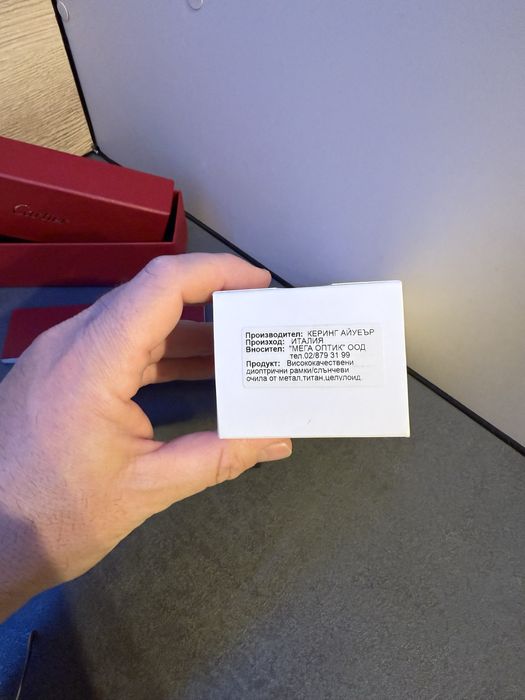 Cartier
Производител: КЕРИНГ АЙУЕЪР
Произход: ИТАЛИЯ
Вносител: "МЕГА ОПТИК" ООД
тел.02/879 31 99
Продукт: Висококачествени
диоптрични рамки/слънчеви
очила от метал,титан,целулоид.